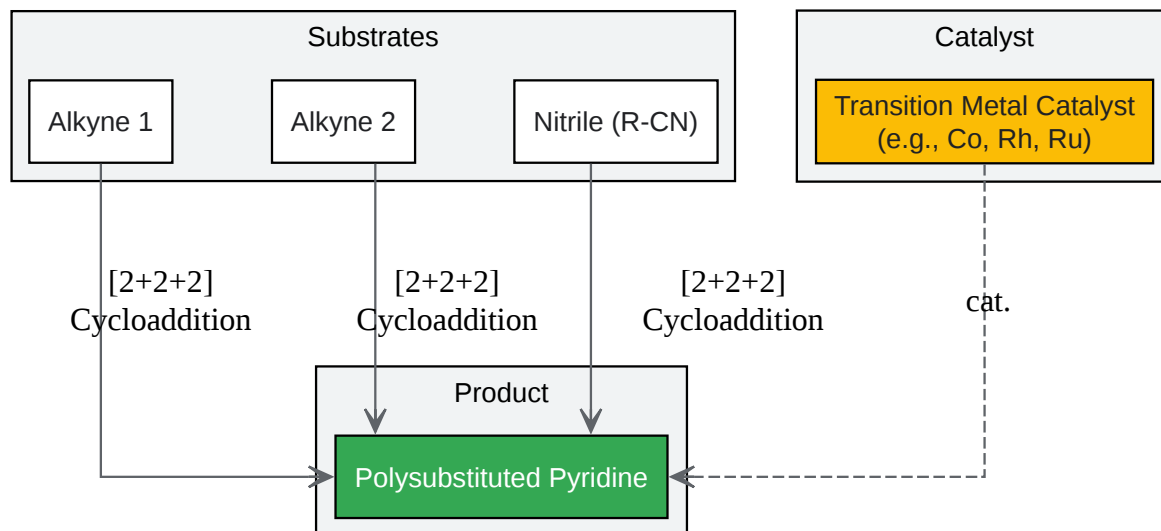 Substrates
Catalyst
Alkyne 1
Alkyne 2
Nitrile (R-CN)
Transition Metal Catalyst
(e.g., Co, Rh, Ru)
[2+2+2]
Cycloaddition
[2+2+2]
Cycloaddition
[2+2+2]
Cycloaddition
cat.
Product
Polysubstituted Pyridine